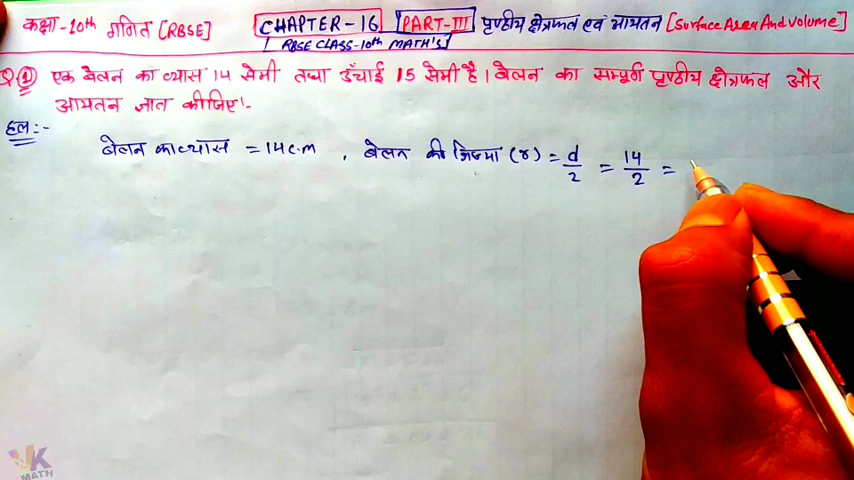 कक्षा-10th गणित [RBSE] CHAPTER-16 PART-III पृष्ठीय क्षेत्रफल एवं आयतन [Surface Area And Volume]
RBSE CLASS-10th MATH'S
Q.① एक बेलन का व्यास 14 सेमी तथा ऊँचाई 15 सेमी है। बेलन का सम्पूर्ण पृष्ठीय क्षेत्रफल और
आयतन ज्ञात कीजिए।-
हल:-
बेलन का व्यास = 14c.m , बेलन की त्रिज्या (r) = d/2 = 14/2 =
VK
MATH